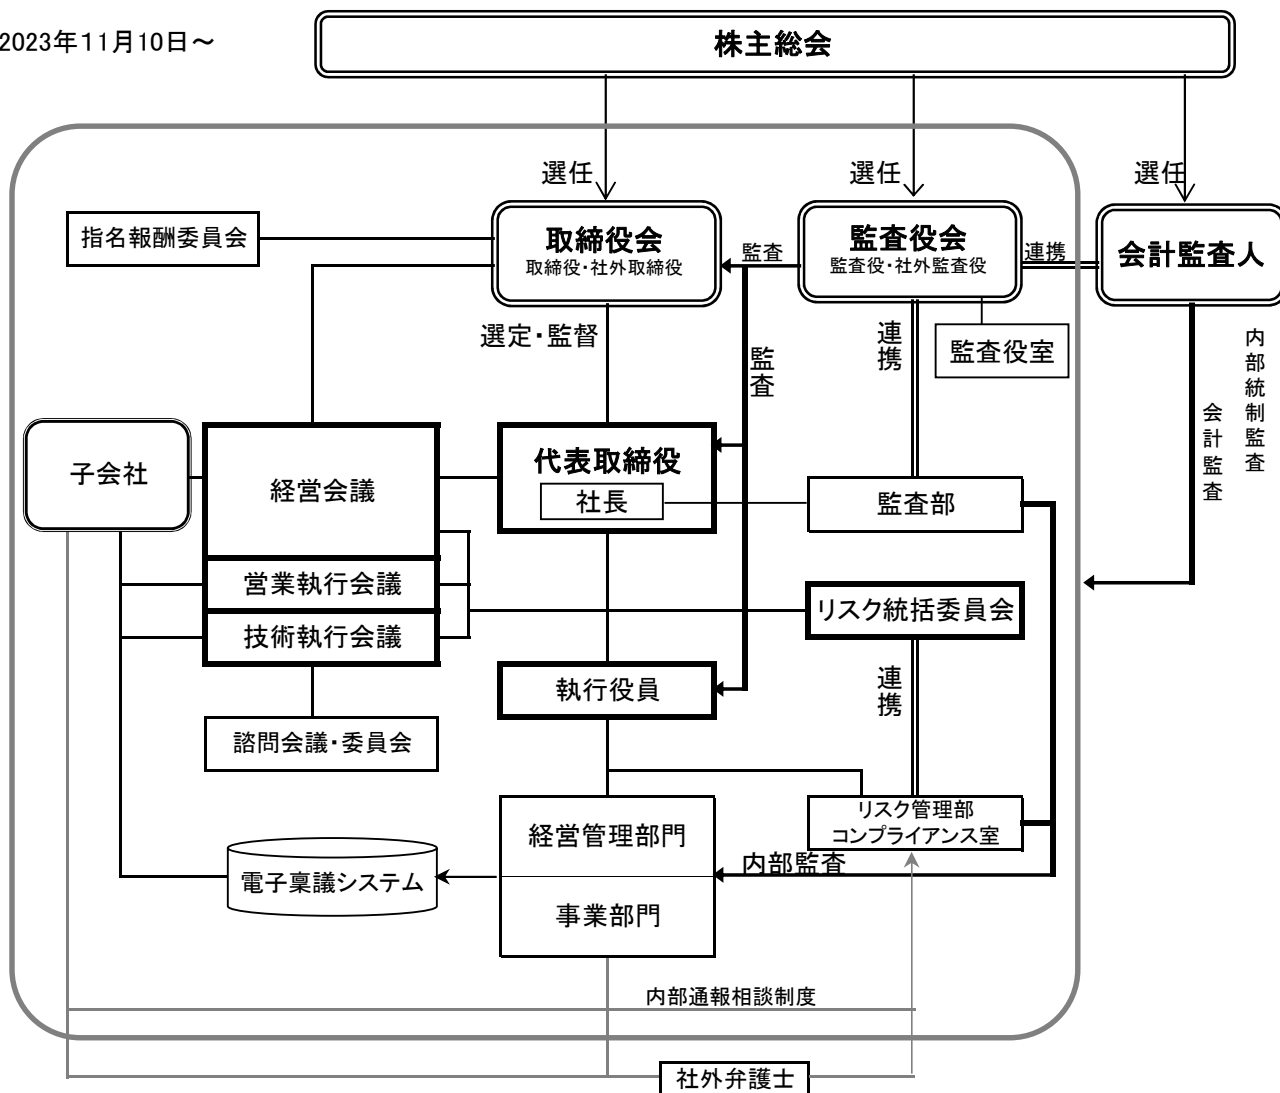 2023年11月10日～
株主総会
選任
選任
選任
指名報酬委員会
取締役会
取締役・社外取締役
監査
監査役会
監査役・社外監査役
連携
会計監査人
選定・監督
監査
連携
監査役室
内部統制監査
会計監査
子会社
経営会議
代表取締役
社長
監査部
営業執行会議
技術執行会議
リスク統括委員会
執行役員
連携
諮問会議・委員会
経営管理部門
リスク管理部
コンプライアンス室
内部監査
電子稟議システム
事業部門
内部通報相談制度
社外弁護士